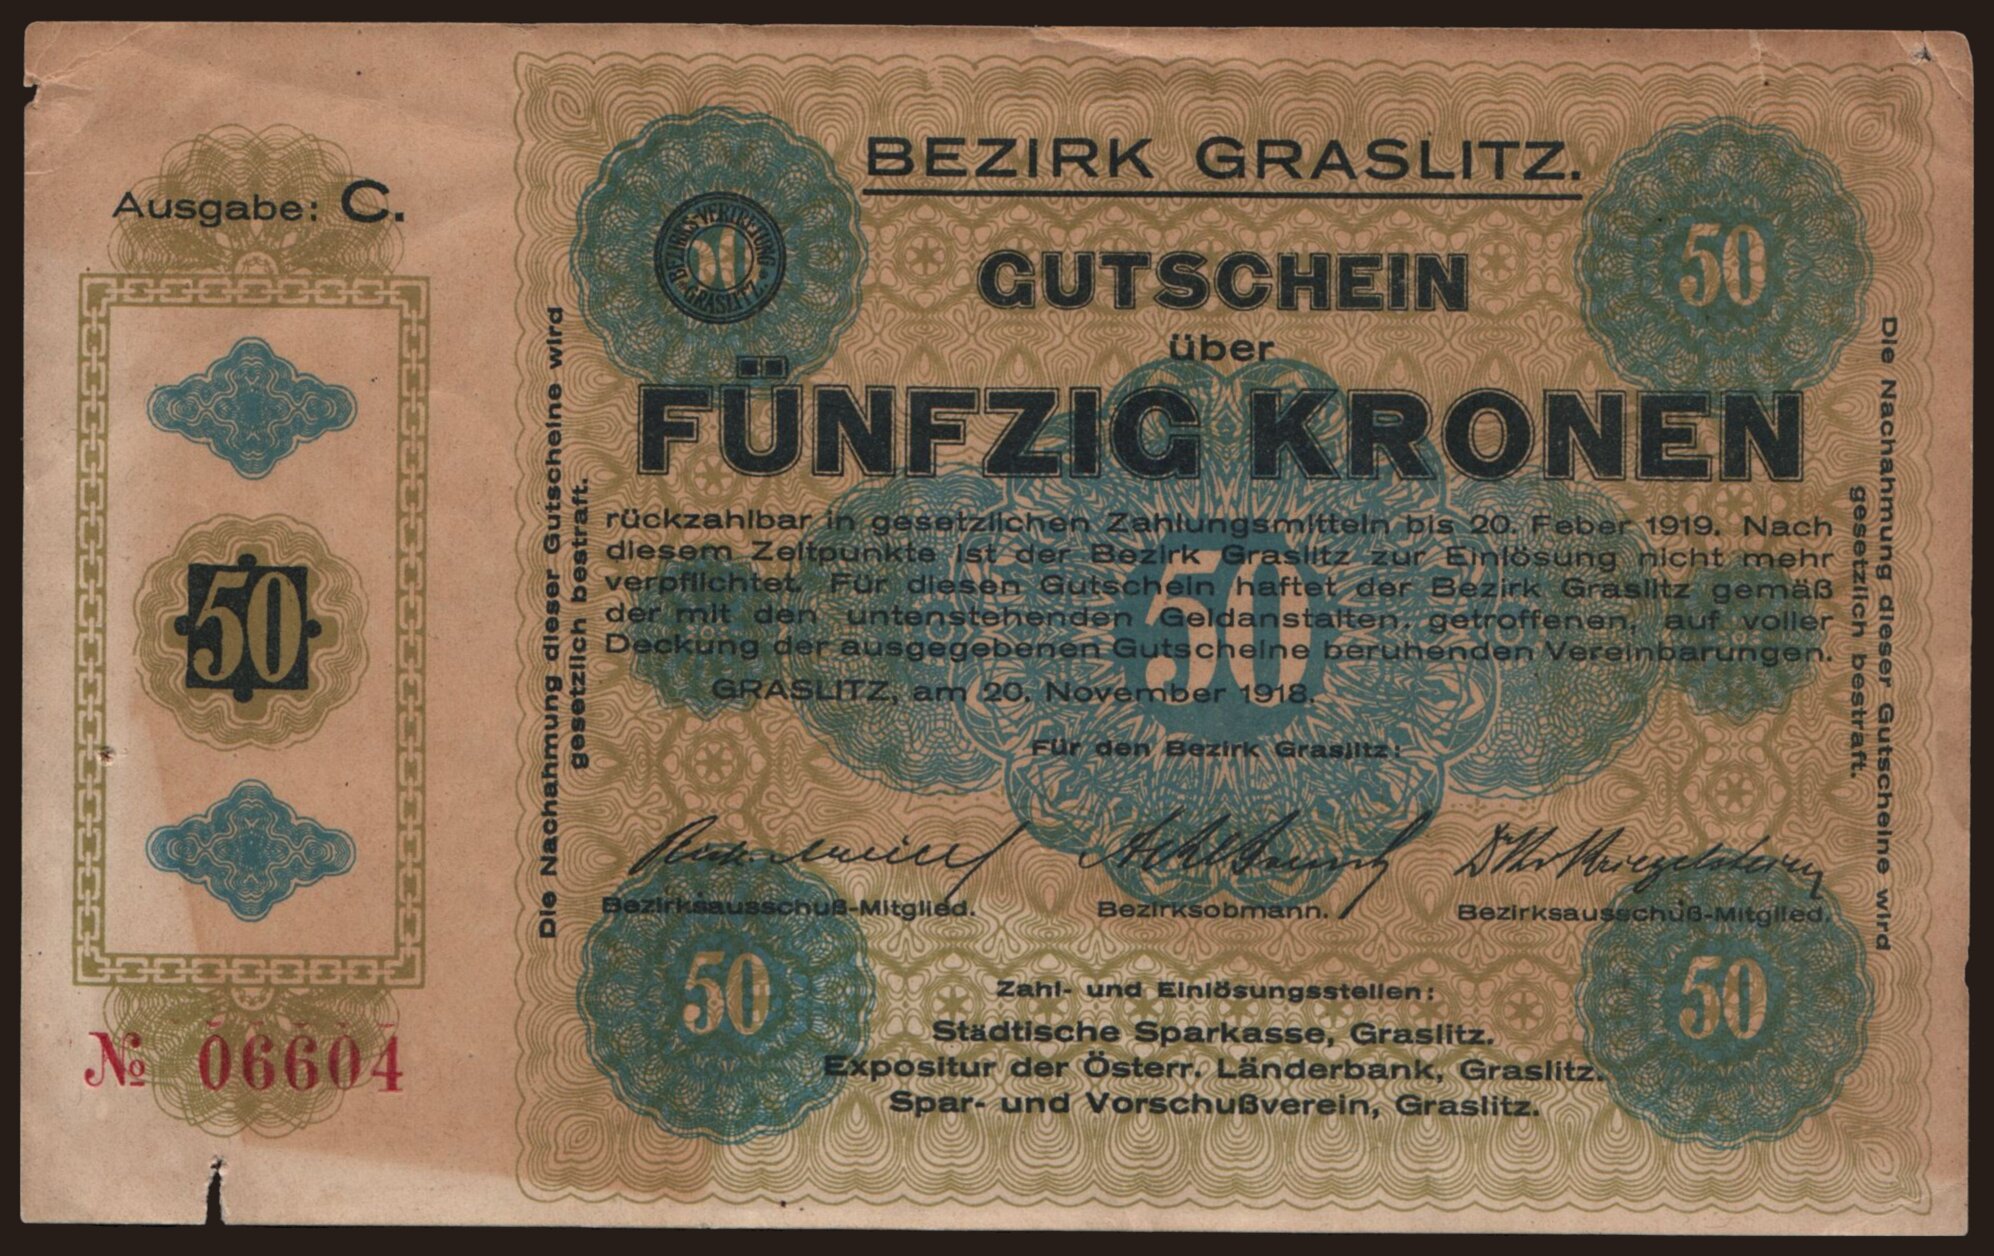 Ausgabe: C.
50
№ 06604
Die Nachahmung dieser Gutscheine wird
gesetzlich bestraft.
BEZIRKS-VERTRETUNG
GRASLITZ.
50
BEZIRK GRASLITZ.
50
GUTSCHEIN
über
FÜNFZIG KRONEN
rückzahlbar in gesetzlichen Zahlungsmitteln bis 20. Feber 1919. Nach
diesem Zeitpunkte ist der Bezirk Graslitz zur Einlösung nicht mehr
verpflichtet. Für diesen Gutschein haftet der Bezirk Graslitz gemäß
der mit den untenstehenden Geldanstalten, getroffenen, auf voller
Deckung der ausgegebenen Gutscheine beruhenden Vereinbarungen.
50
GRASLITZ, am 20. November 1918.
Für den Bezirk Graslitz:
Bezirksausschuß-Mitglied.
Bezirksobmann.
Bezirksausschuß-Mitglied.
50
50
Zahl- und Einlösungsstellen:
Städtische Sparkasse, Graslitz.
Expositur der Österr. Länderbank, Graslitz.
Spar- und Vorschußverein, Graslitz.
Die Nachahmung dieser Gutscheine wird
gesetzlich bestraft.